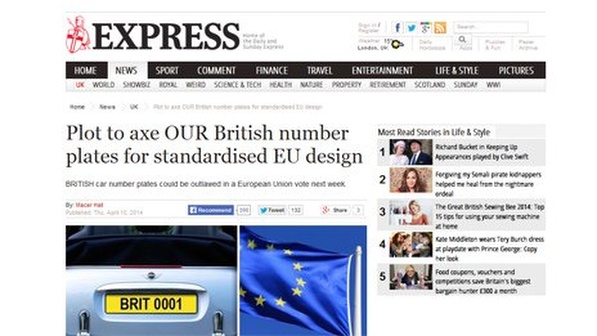 EXPRESS
Home of
the Daily and
Sunday Express
Sign in /
Register
Search
Weather 15°
London, UK
Daily
Horoscopes
Puzzles &
Fun
Paper
Archive
HOME NEWS SPORT COMMENT FINANCE TRAVEL ENTERTAINMENT LIFE & STYLE PICTURES
UK WORLD SHOWBIZ ROYAL WEIRD SCIENCE & TECH HEALTH NATURE PROPERTY RETIREMENT SCOTLAND SUNDAY WWI
Home News UK Plot to axe OUR British number plates for standardised EU design
Plot to axe OUR British number
plates for standardised EU design
BRITISH car number plates could be outlawed in a European Union vote next week.
By:
Published: Thu, April 10, 2014
Recommend 390 Tweet 132 Share 3
BRIT 0001
Most Read Stories in Life & Style
1 Richard Bucket in Keeping Up
Appearances played by Clive Swift
2 Forgiving my Somali pirate kidnappers
helped me heal from the nightmare
ordeal
3 The Great British Sewing Bee 2014: Top
15 tips for using your sewing machine
at home
4 Kate Middleton wears Tory Burch dress
at playdate with Prince George: Copy
her look
5 Food coupons, vouchers and
competitions save Britain's biggest
bargain hunter £300 a month